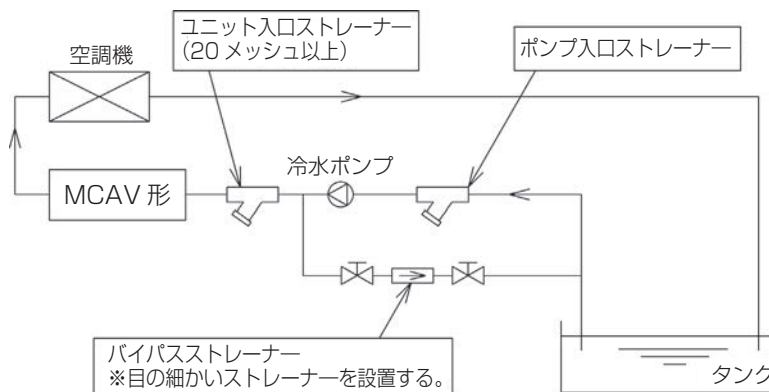 ユニット入口ストレーナー
(20 メッシュ以上)
ポンプ入口ストレーナー
空調機
冷水ポンプ
MCAV 形
バイパスストレーナー
※目の細かいストレーナーを設置する。
タンク